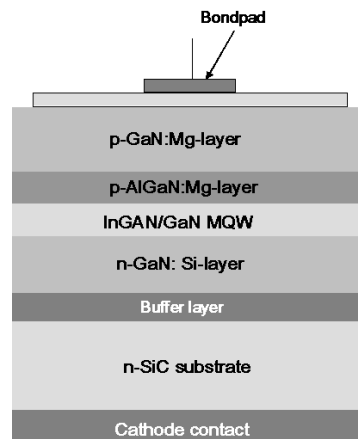 Bondpad
p-GaN:Mg-layer
p-AlGaN:Mg-layer
InGAN/GaN MQW
n-GaN: Si-layer
Buffer layer
n-SiC substrate
Cathode contact